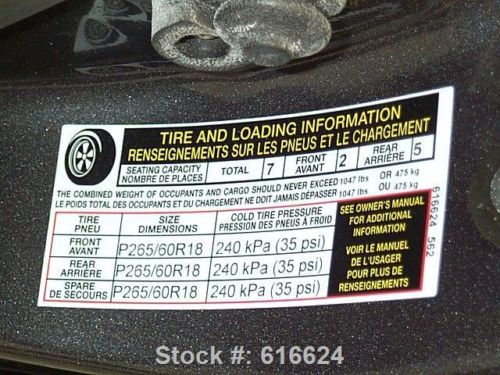 TIRE AND LOADING INFORMATION
RENSEIGNEMENTS SUR LES PNEUS ET LE CHARGEMENT
SEATING CAPACITY
NOMBRE DE PLACES
TOTAL 7 FRONT AVANT 2 REAR ARRIÈRE 5
THE COMBINED WEIGHT OF OCCUPANTS AND CARGO SHOULD NEVER EXCEED 1047 lbs OR 475 kg
LE POIDS TOTAL DES OCCUPANTS ET DU CHARGEMENT NE DOIT JAMAIS DÉPASSER 1047 lbs OU 475 kg
TIRE PNEU SIZE DIMENSIONS COLD TIRE PRESSURE PRESSION DES PNEUS À FROID
FRONT AVANT P265/60R18 240 kPa (35 psi)
REAR ARRIÈRE P265/60R18 240 kPa (35 psi)
SPARE DE SECOURS P265/60R18 240 kPa (35 psi)
SEE OWNER'S MANUAL
FOR ADDITIONAL
INFORMATION
VOIR LE MANUEL
DE L'USAGER
POUR PLUS DE
RENSEIGNEMENTS
616624 562
Stock #: 616624